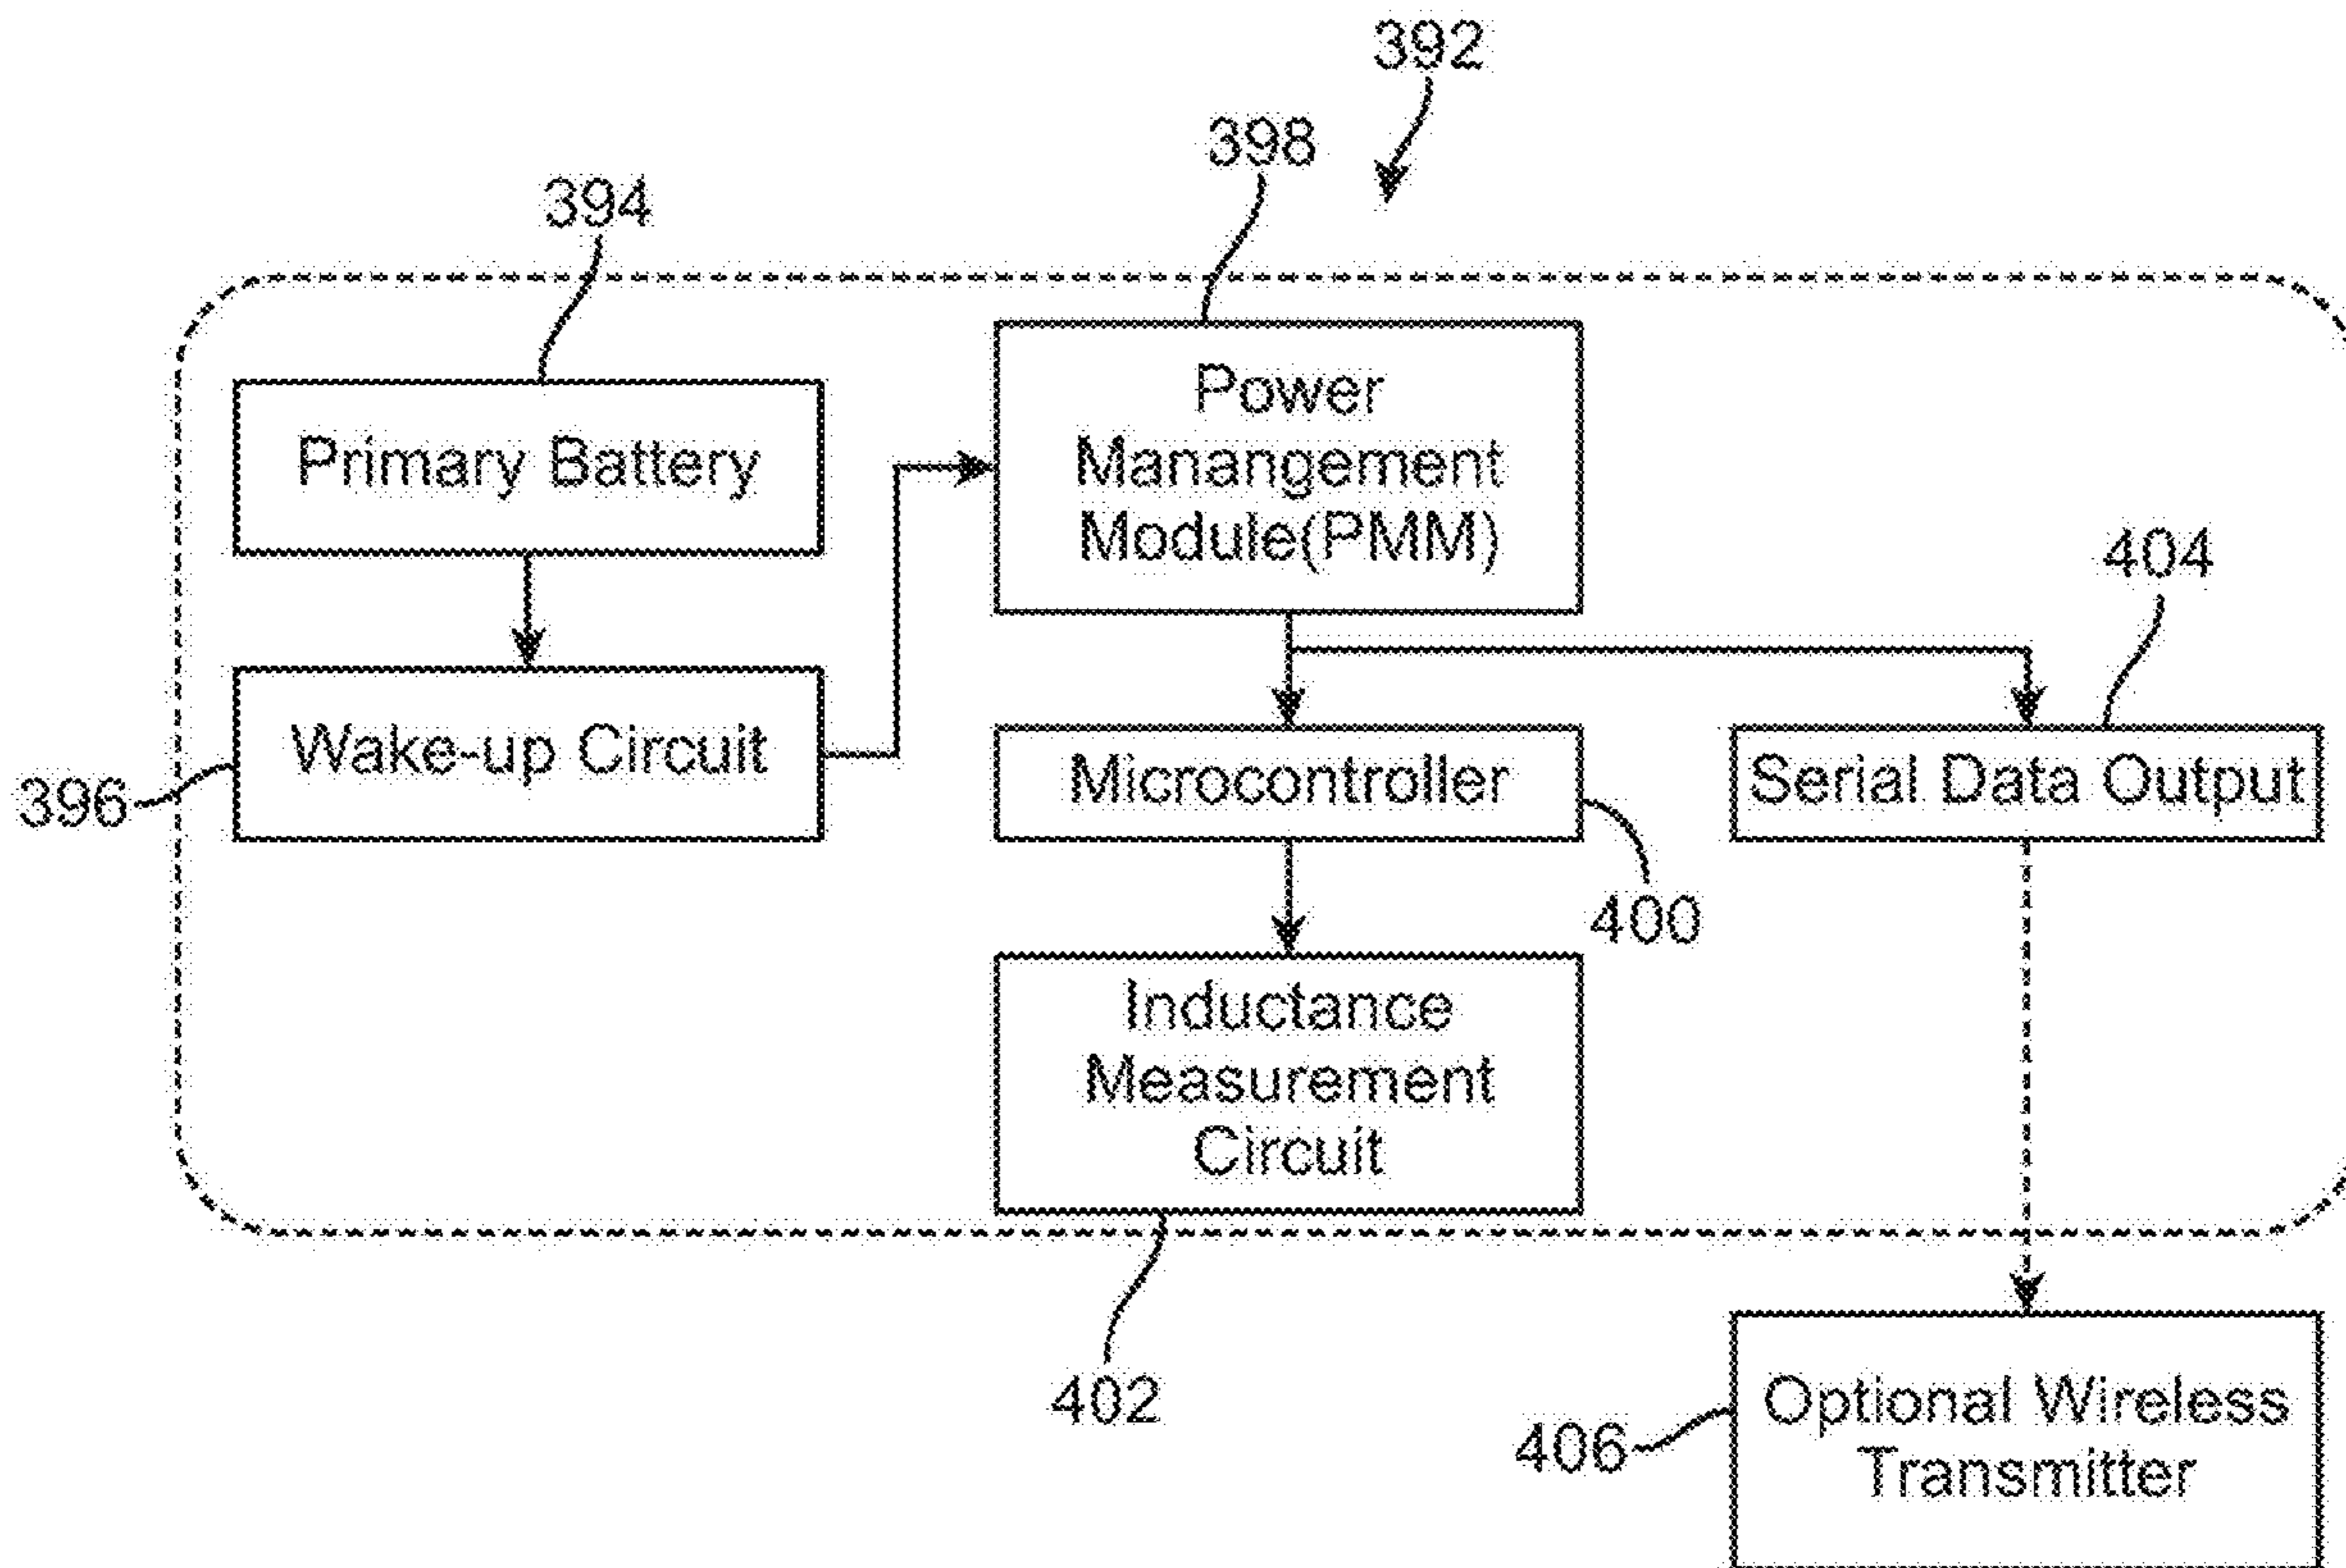 392
398
394
Power
Manangement
Module(PMM)
Primary Battery
404
Wake-up Circuit
396
Microcontroller
Serial Data Output
400
Inductance
Measurement
Circuit
402
406
Optional Wireless
Transmitter